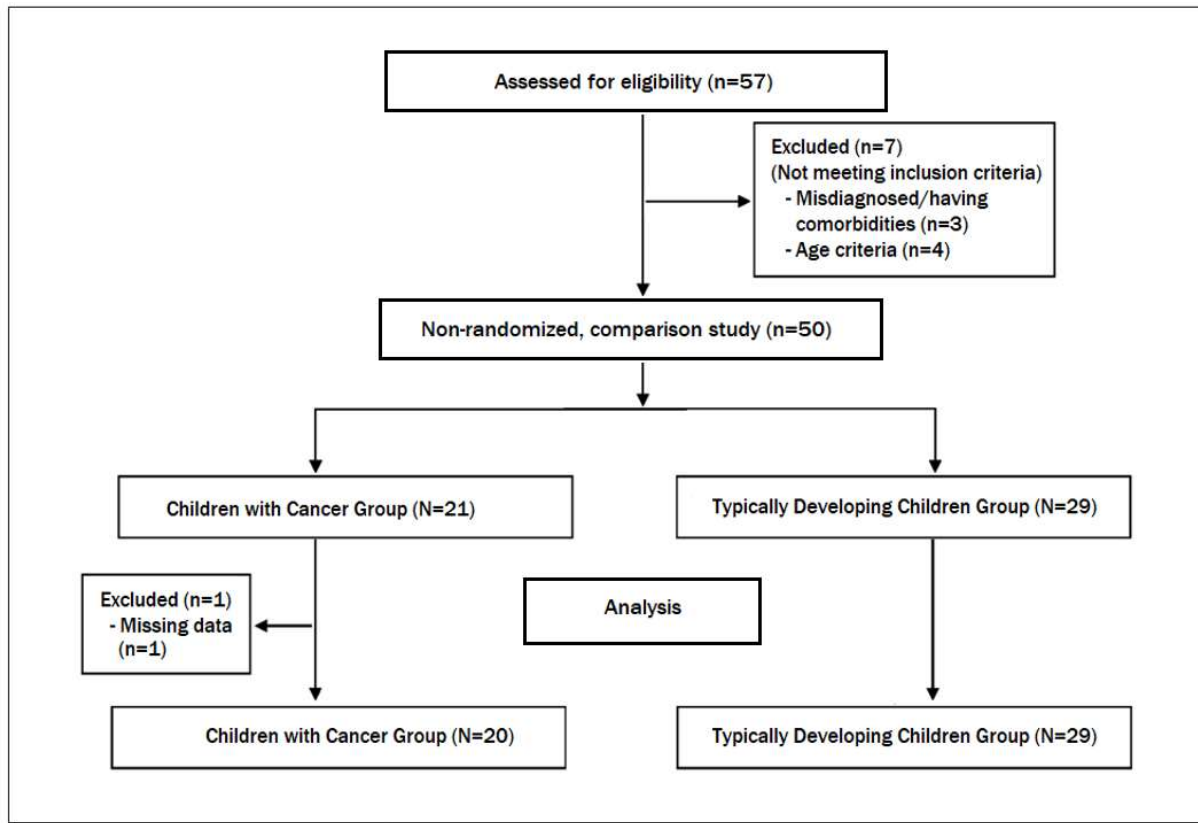 Assessed for eligibility (n=57)
Excluded (n=7)
(Not meeting inclusion criteria)
- Misdiagnosed/having
comorbidities (n=3)
- Age criteria (n=4)
Non-randomized, comparison study (n=50)
Children with Cancer Group (N=21)
Typically Developing Children Group (N=29)
Excluded (n=1)
- Missing data
(n=1)
Analysis
Children with Cancer Group (N=20)
Typically Developing Children Group (N=29)